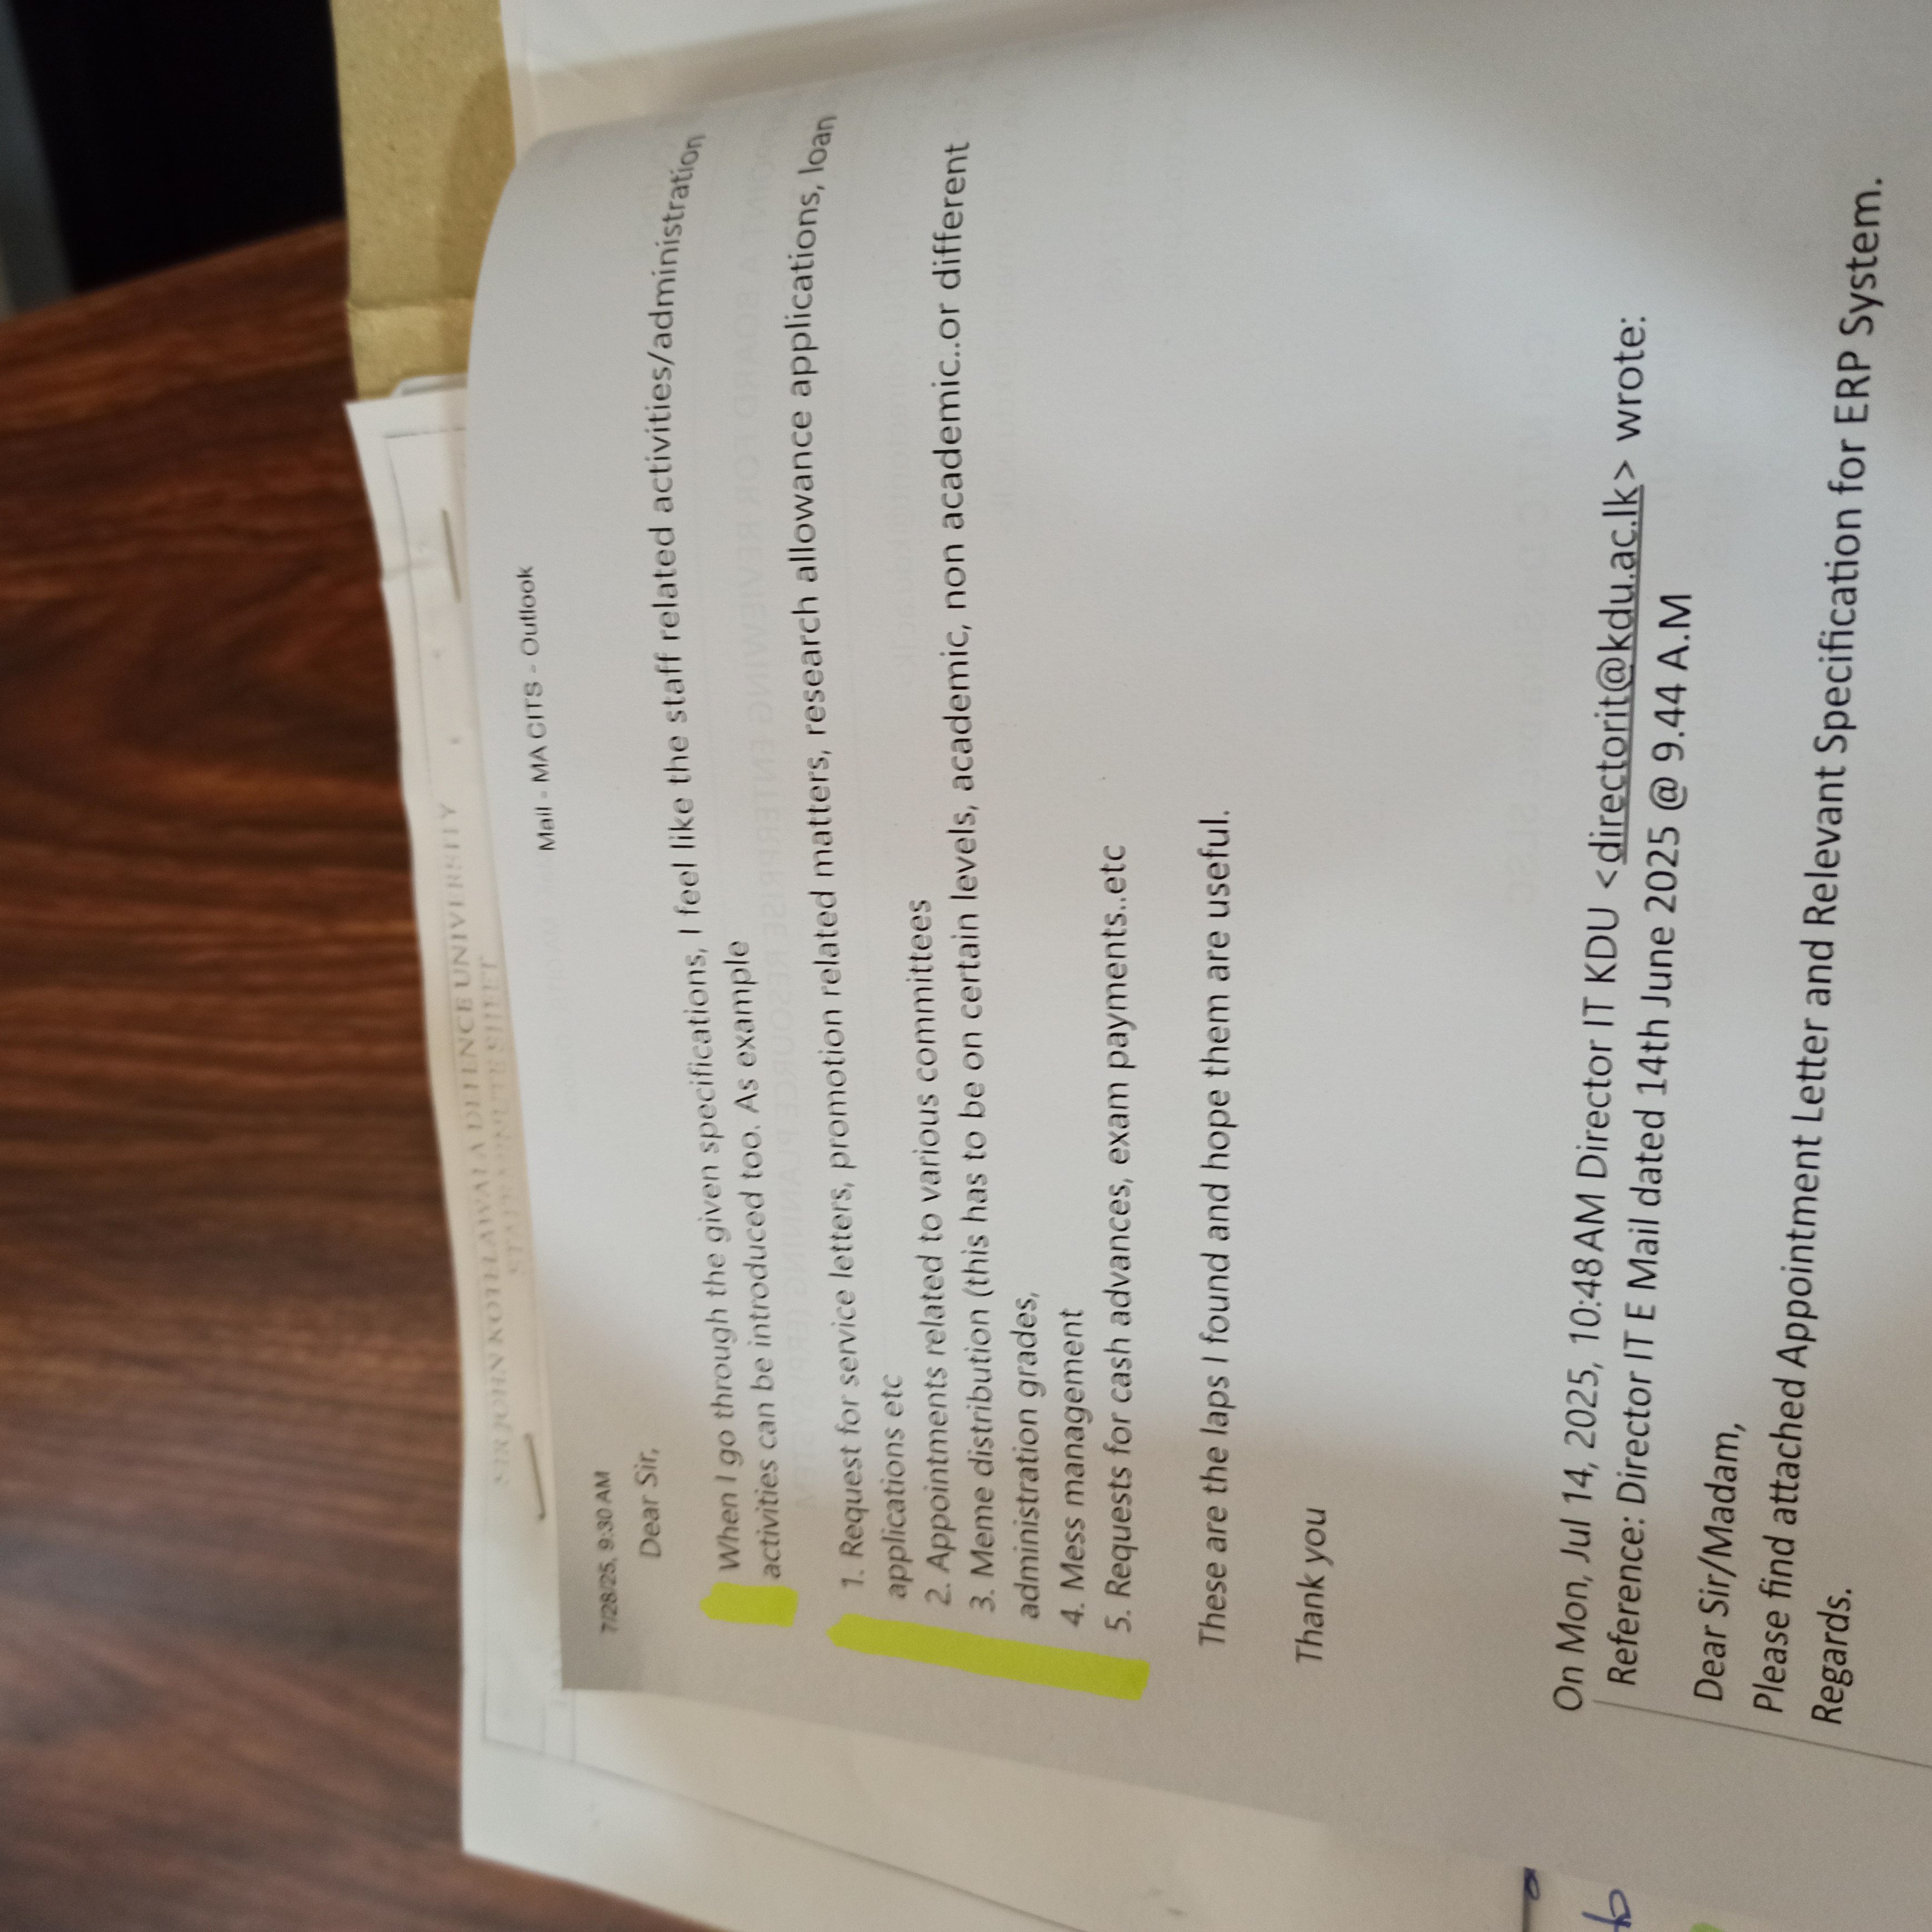 SIR JOHN KOTELAWALA DEFENCE UNIVERSITY
STAFF MINUTE SHEET
Mail - MA CITS - Outlook
7/28/25, 9:30 AM
Dear Sir,
When I go through the given specifications, I feel like the staff related activities/administration
activities can be introduced too. As example
1. Request for service letters, promotion related matters, research allowance applications, loan
applications etc
2. Appointments related to various committees
3. Meme distribution (this has to be on certain levels, academic, non academic..or different
administration grades,
4. Mess management
5. Requests for cash advances, exam payments..etc
These are the laps I found and hope them are useful.
Thank you
On Mon, Jul 14, 2025, 10:48 AM Director IT KDU <directorit@kdu.ac.lk> wrote:
Reference: Director IT E Mail dated 14th June 2025 @ 9.44 A.M
Dear Sir/Madam,
Please find attached Appointment Letter and Relevant Specification for ERP System.
Regards.